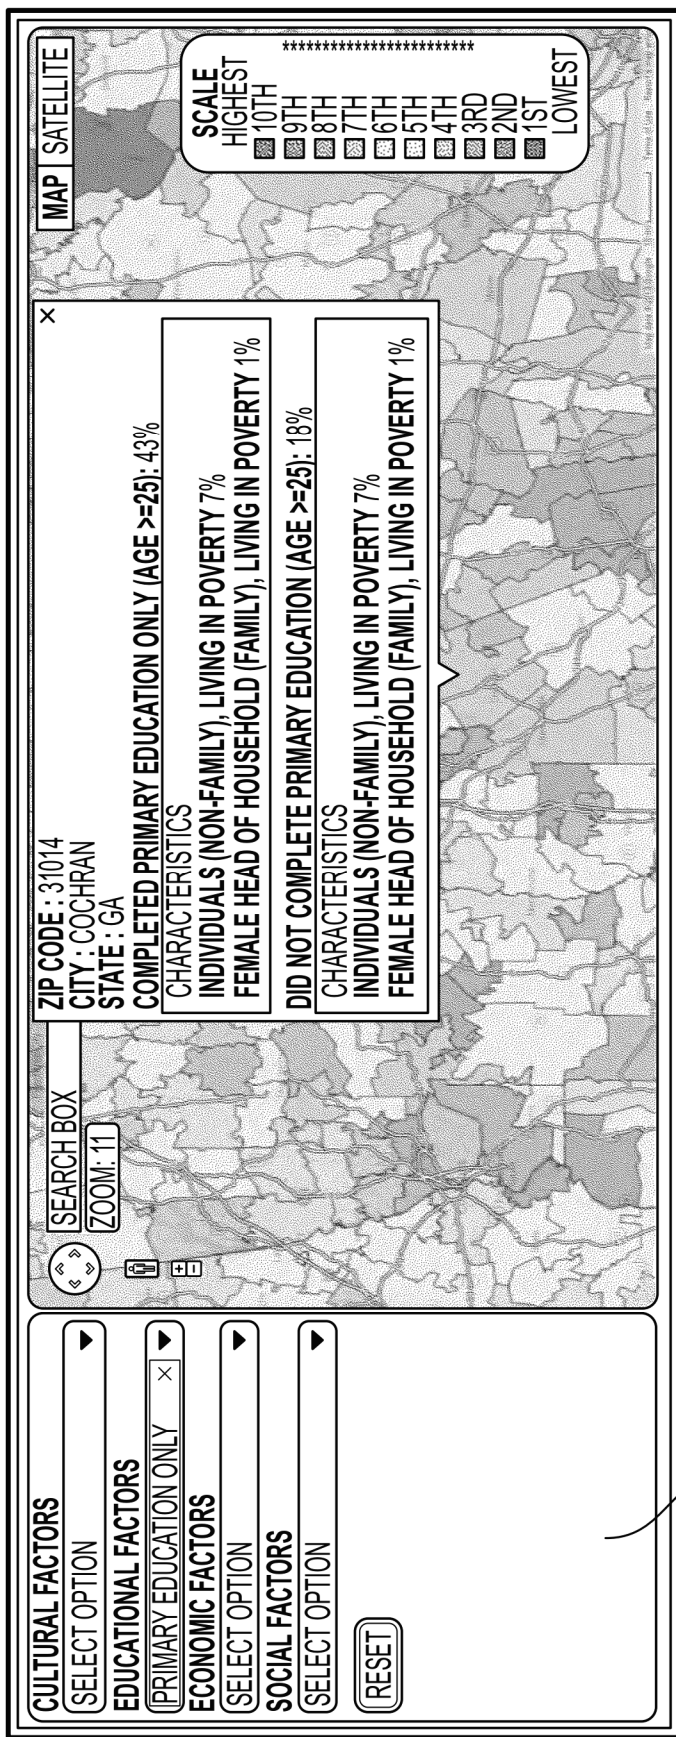 CULTURAL FACTORS
SELECT OPTION
EDUCATIONAL FACTORS
PRIMARY EDUCATION ONLY ×
ECONOMIC FACTORS
SELECT OPTION
SOCIAL FACTORS
SELECT OPTION
RESET
SEARCH BOX
ZOOM: 11
+
−
ZIP CODE : 31014
CITY : COCHRAN
STATE : GA
COMPLETED PRIMARY EDUCATION ONLY (AGE >=25): 43%
CHARACTERISTICS
INDIVIDUALS (NON-FAMILY), LIVING IN POVERTY 7%
FEMALE HEAD OF HOUSEHOLD (FAMILY), LIVING IN POVERTY 1%
DID NOT COMPLETE PRIMARY EDUCATION (AGE >=25): 18%
CHARACTERISTICS
INDIVIDUALS (NON-FAMILY), LIVING IN POVERTY 7%
FEMALE HEAD OF HOUSEHOLD (FAMILY), LIVING IN POVERTY 1%
×
MAP SATELLITE
SCALE
HIGHEST
10TH
9TH
8TH
7TH
6TH
5TH
4TH
3RD
2ND
1ST
LOWEST
************************